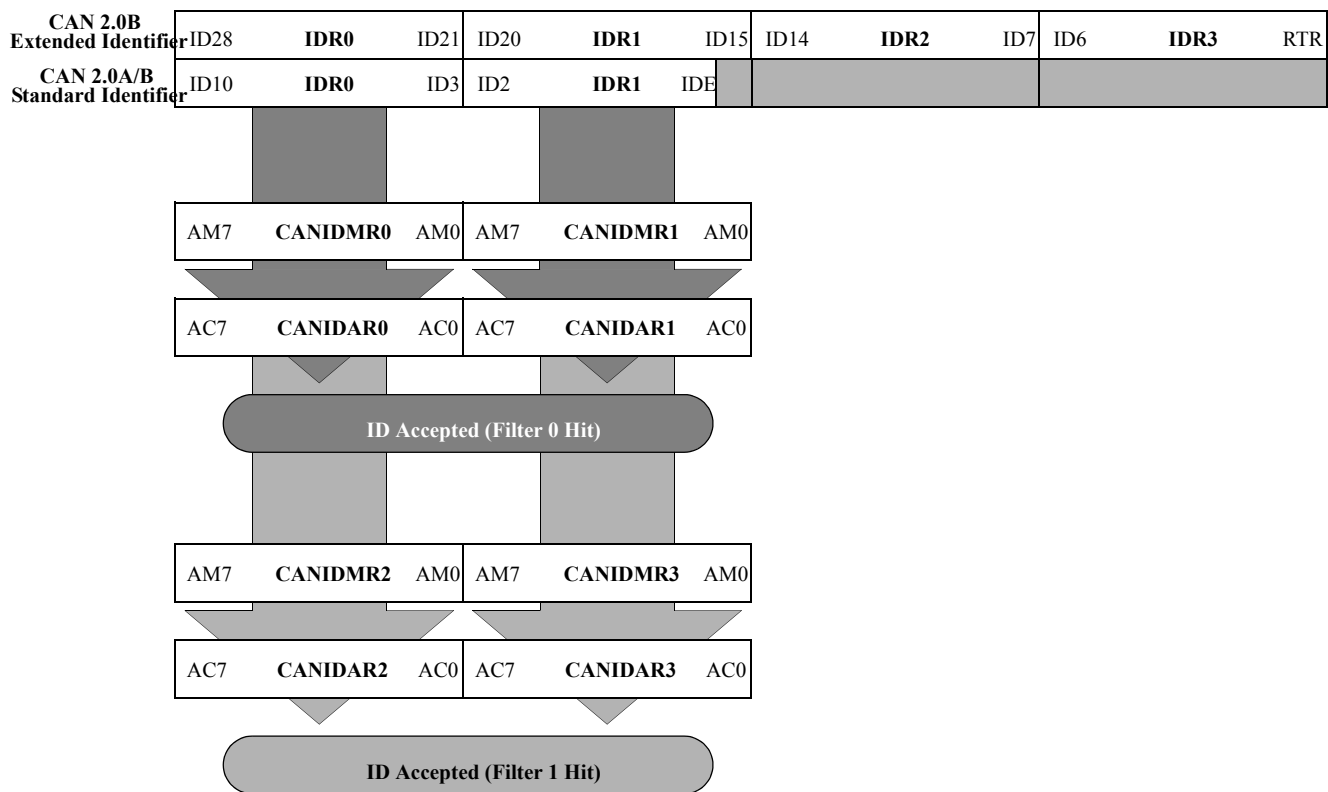 CAN 2.0B
Extended Identifier ID28 IDR0 ID21 ID20 IDR1 ID15 ID14 IDR2 ID7 ID6 IDR3 RTR
CAN 2.0A/B
Standard Identifier ID10 IDR0 ID3 ID2 IDR1 IDE
AM7 CANIDMR0 AM0 AM7 CANIDMR1 AM0
AC7 CANIDAR0 AC0 AC7 CANIDAR1 AC0
ID Accepted (Filter 0 Hit)
AM7 CANIDMR2 AM0 AM7 CANIDMR3 AM0
AC7 CANIDAR2 AC0 AC7 CANIDAR3 AC0
ID Accepted (Filter 1 Hit)